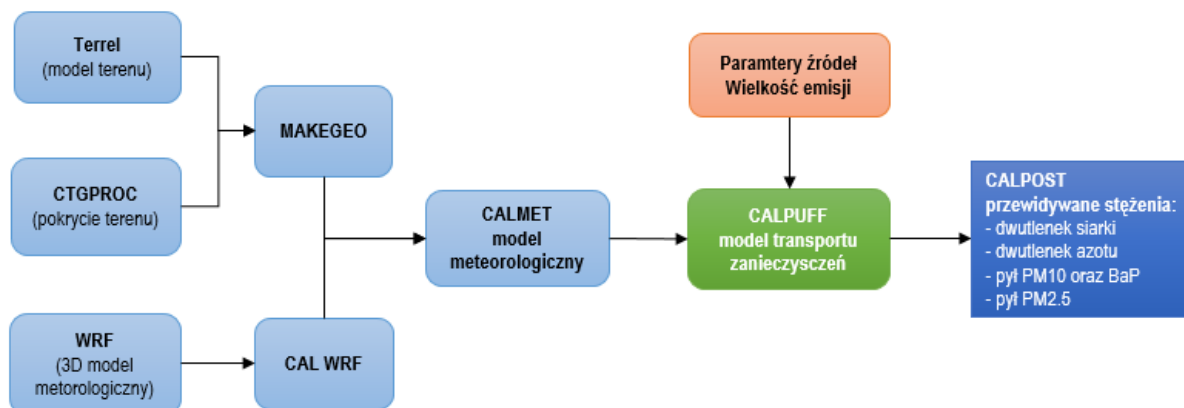 Terrel
(model terenu)
CTGPROC
(pokrycie terenu)
WRF
(3D model
metorologiczny)
MAKEGEO
CAL WRF
CALMET
model
meteorologiczny
Paramtery źródeł
Wielkość emisji
CALPUFF
model transportu
zanieczysczeń
CALPOST
przewidywane stężenia:
- dwutlenek siarki
- dwutlenek azotu
- pył PM10 oraz BaP
- pył PM2.5